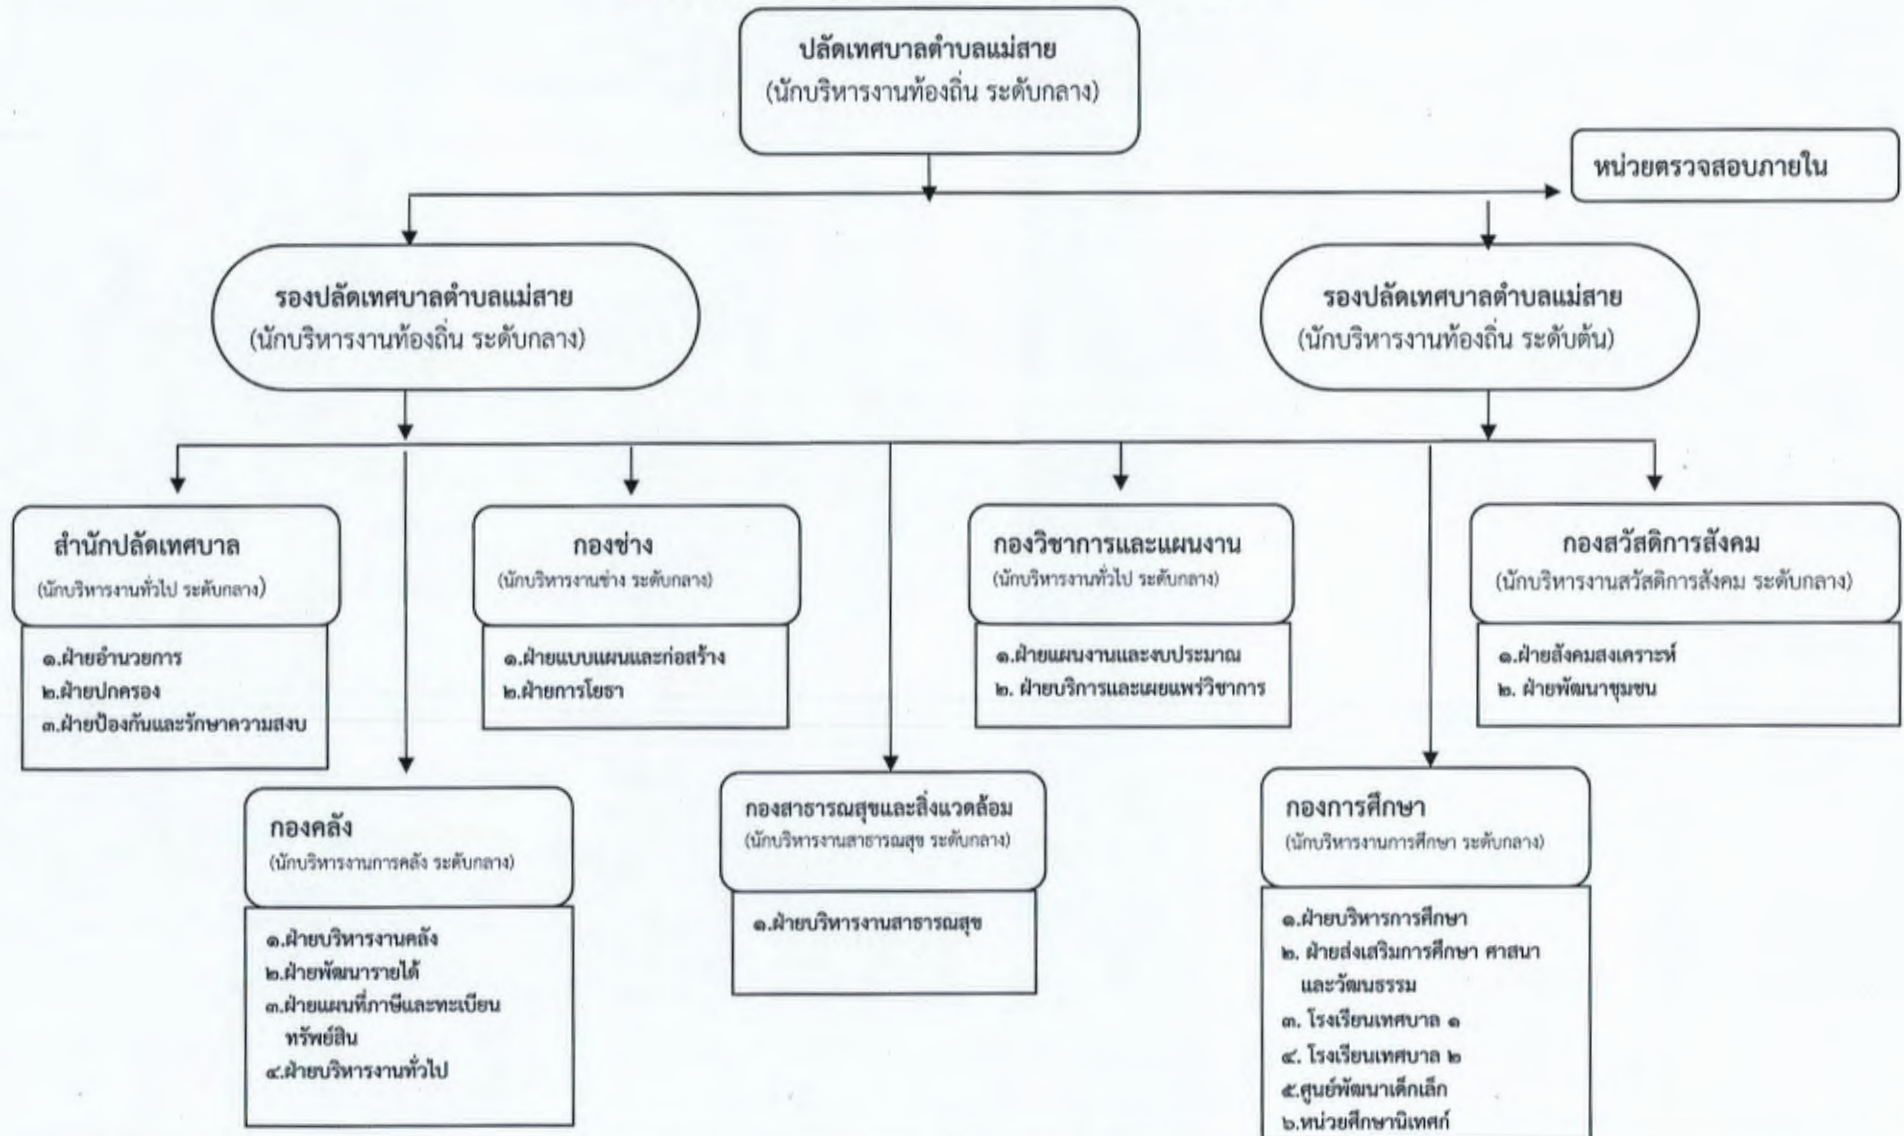 ปลัดเทศบาลตำบลแม่สาย
(นักบริหารงานท้องถิ่น ระดับกลาง)
หน่วยตรวจสอบภายใน
รองปลัดเทศบาลตำบลแม่สาย
(นักบริหารงานท้องถิ่น ระดับกลาง)
รองปลัดเทศบาลตำบลแม่สาย
(นักบริหารงานท้องถิ่น ระดับต้น)
สำนักปลัดเทศบาล
(นักบริหารงานทั่วไป ระดับกลาง)
๑.ฝ่ายอำนวยการ
๒.ฝ่ายปกครอง
๓.ฝ่ายป้องกันและรักษาความสงบ
กองช่าง
(นักบริหารงานช่าง ระดับกลาง)
๑.ฝ่ายแบบแผนและก่อสร้าง
๒.ฝ่ายการโยธา
กองวิชาการและแผนงาน
(นักบริหารงานทั่วไป ระดับกลาง)
๑.ฝ่ายแผนงานและงบประมาณ
๒. ฝ่ายบริการและเผยแพร่วิชาการ
กองสวัสดิการสังคม
(นักบริหารงานสวัสดิการสังคม ระดับกลาง)
๑.ฝ่ายสังคมสงเคราะห์
๒. ฝ่ายพัฒนาชุมชน
กองคลัง
(นักบริหารงานการคลัง ระดับกลาง)
๑.ฝ่ายบริหารงานคลัง
๒.ฝ่ายพัฒนารายได้
๓.ฝ่ายแผนที่ภาษีและทะเบียน
ทรัพย์สิน
๔.ฝ่ายบริหารงานทั่วไป
กองสาธารณสุขและสิ่งแวดล้อม
(นักบริหารงานสาธารณสุข ระดับกลาง)
๑.ฝ่ายบริหารงานสาธารณสุข
กองการศึกษา
(นักบริหารงานการศึกษา ระดับกลาง)
๑.ฝ่ายบริหารการศึกษา
๒. ฝ่ายส่งเสริมการศึกษา ศาสนา
และวัฒนธรรม
๓. โรงเรียนเทศบาล ๑
๔. โรงเรียนเทศบาล ๒
๕.ศูนย์พัฒนาเด็กเล็ก
๖.หน่วยศึกษานิเทศก์